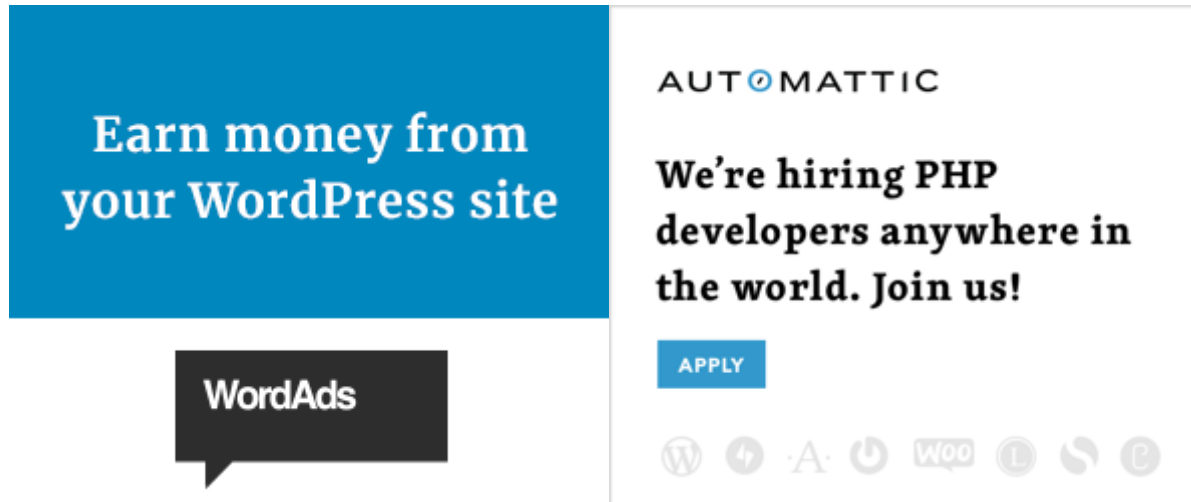 Earn money from
your WordPress site
WordAds
AUTOMATTIC
We’re hiring PHP
developers anywhere in
the world. Join us!
APPLY
W A WOO L C